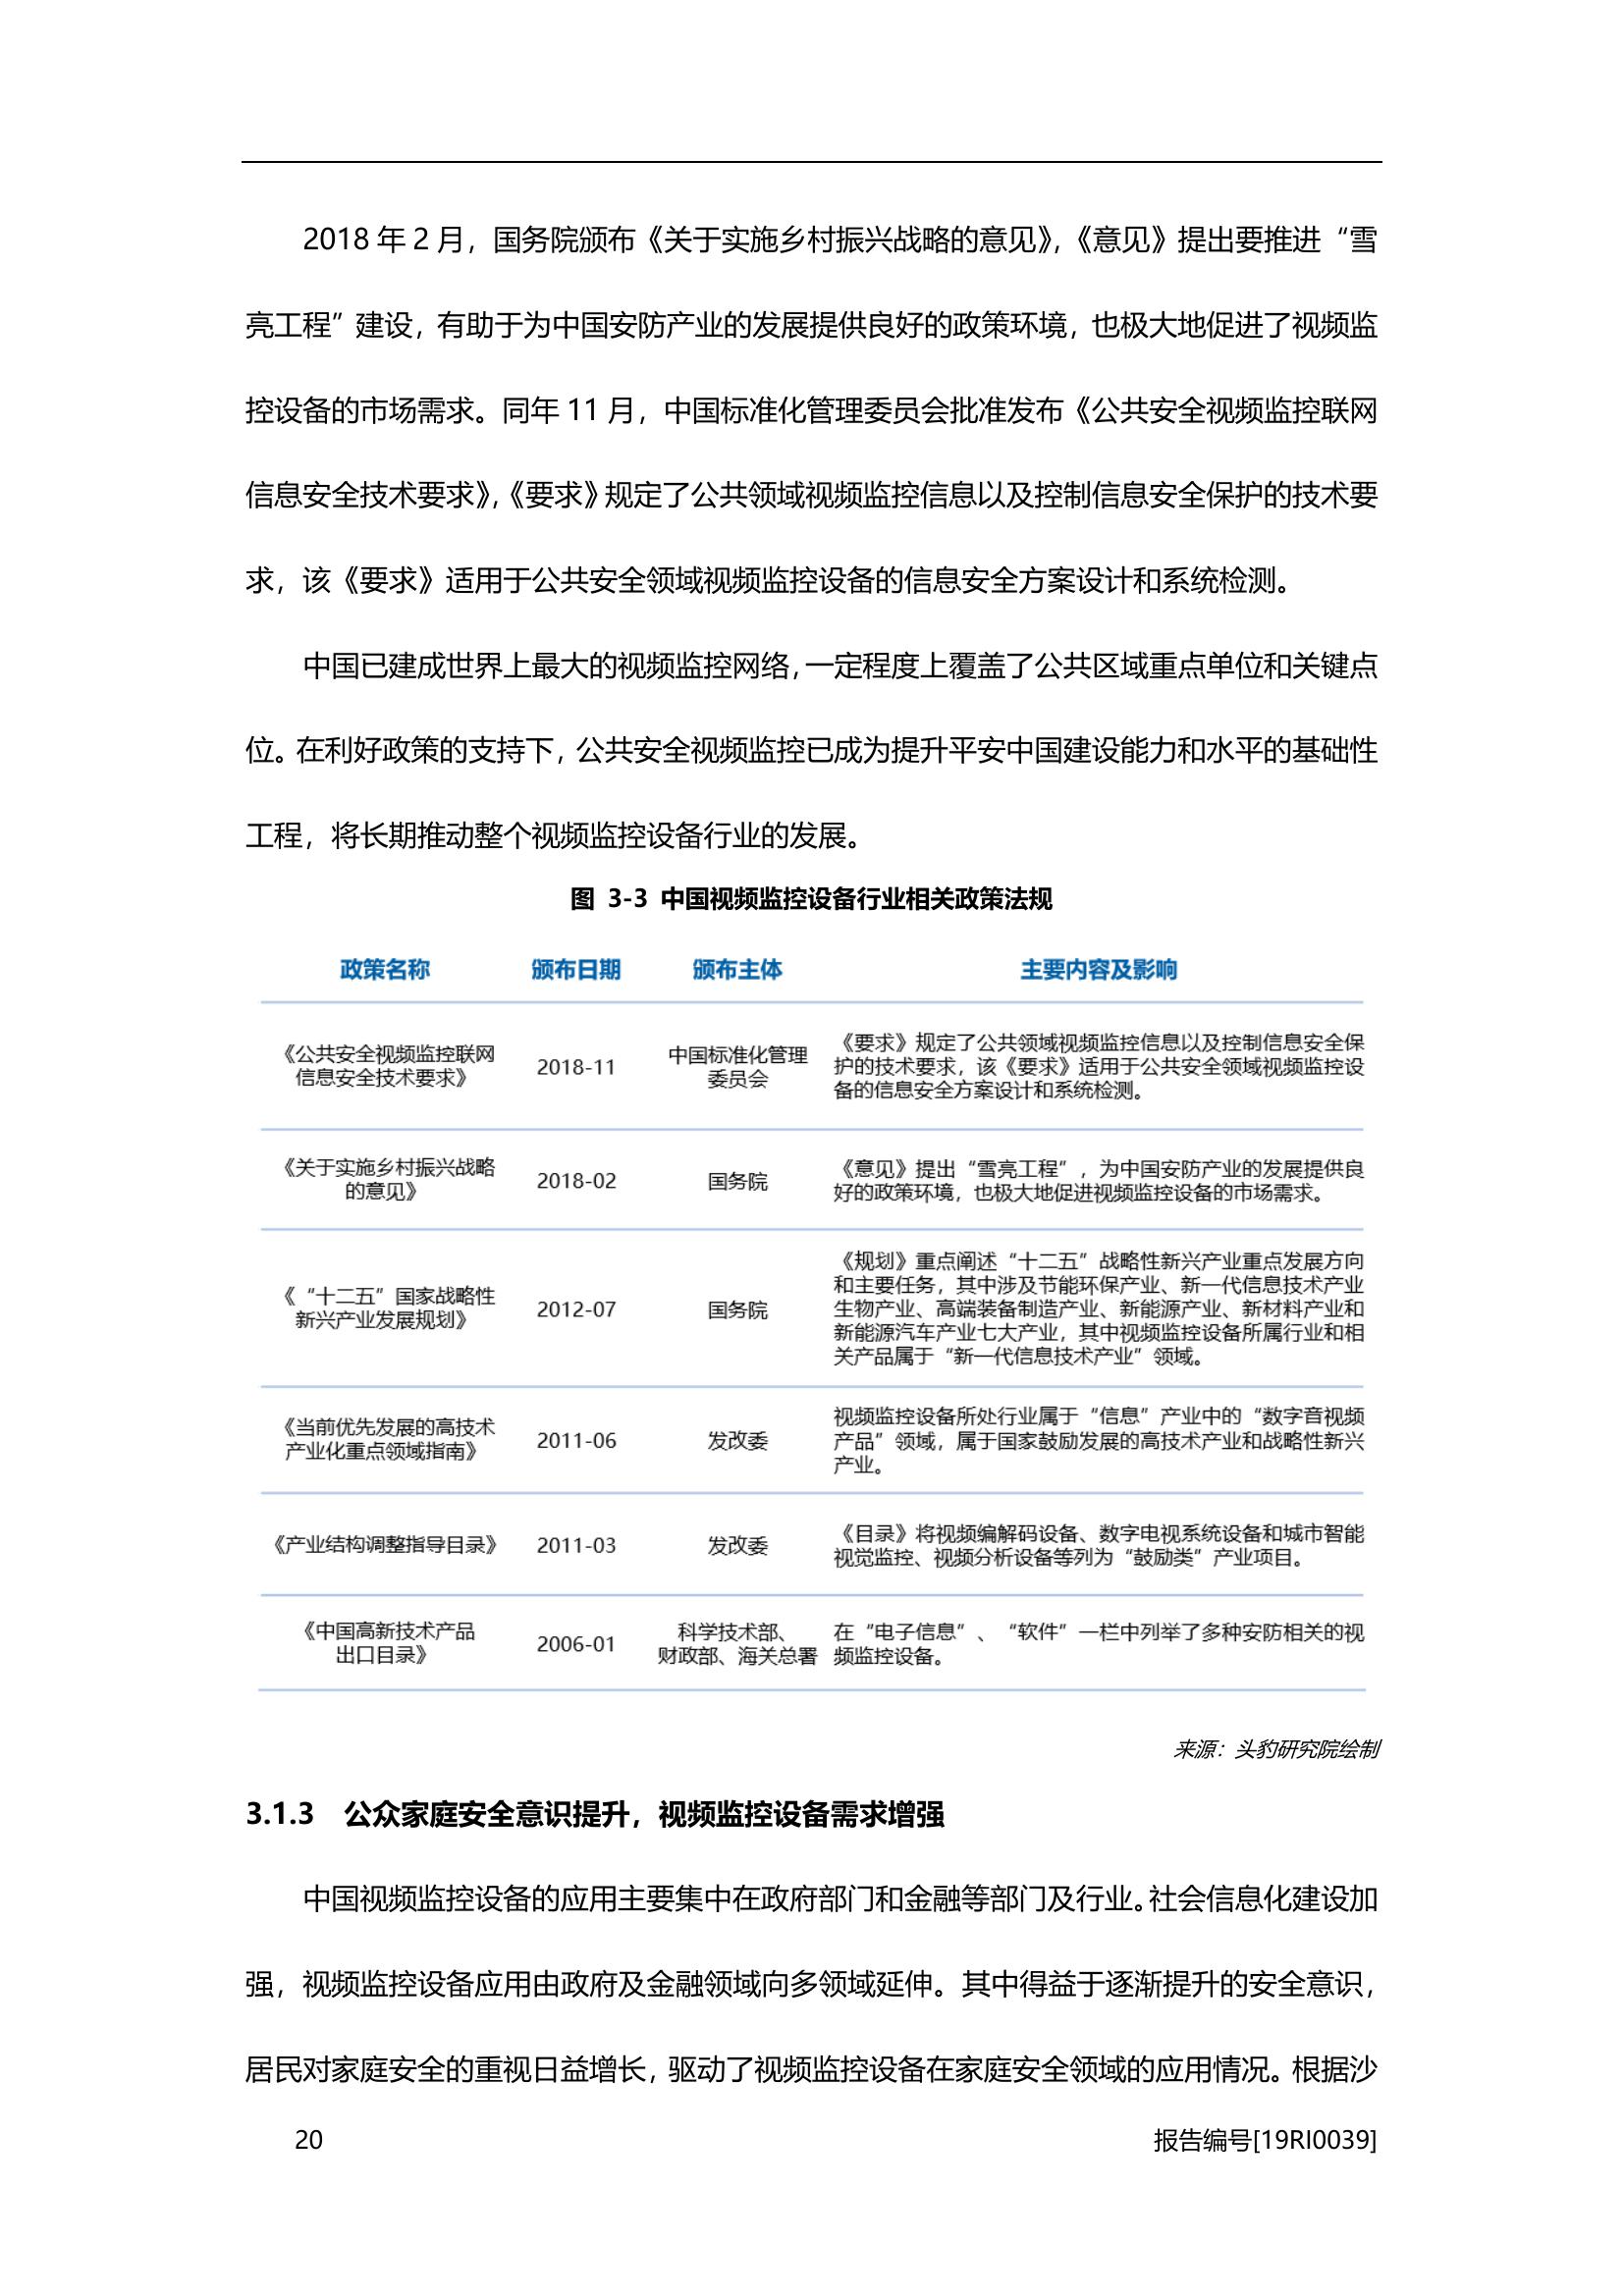 2018 年 2 月，国务院颁布《关于实施乡村振兴战略的意见》，《意见》提出要推进“雪
亮工程”建设，有助于为中国安防产业的发展提供良好的政策环境，也极大地促进了视频监
控设备的市场需求。同年 11 月，中国标准化管理委员会批准发布《公共安全视频监控联网
信息安全技术要求》，《要求》规定了公共领域视频监控信息以及控制信息安全保护的技术要
求，该《要求》适用于公共安全领域视频监控设备的信息安全方案设计和系统检测。
中国已建成世界上最大的视频监控网络，一定程度上覆盖了公共区域重点单位和关键点
位。在利好政策的支持下，公共安全视频监控已成为提升平安中国建设能力和水平的基础性
工程，将长期推动整个视频监控设备行业的发展。
图 3-3 中国视频监控设备行业相关政策法规
政策名称 颁布日期 颁布主体 主要内容及影响
《公共安全视频监控联网
信息安全技术要求》
2018-11
中国标准化管理
委员会
《要求》规定了公共领域视频监控信息以及控制信息安全保
护的技术要求，该《要求》适用于公共安全领域视频监控设
备的信息安全方案设计和系统检测。
《关于实施乡村振兴战略
的意见》
2018-02
国务院
《意见》提出“雪亮工程”，为中国安防产业的发展提供良
好的政策环境，也极大地促进视频监控设备的市场需求。
《“十二五”国家战略性
新兴产业发展规划》
2012-07
国务院
《规划》重点阐述“十二五”战略性新兴产业重点发展方向
和主要任务，其中涉及节能环保产业、新一代信息技术产业
生物产业、高端装备制造产业、新能源产业、新材料产业和
新能源汽车产业七大产业，其中视频监控设备所属行业和相
关产品属于“新一代信息技术产业”领域。
《当前优先发展的高技术
产业化重点领域指南》
2011-06
发改委
视频监控设备所处行业属于“信息”产业中的“数字音视频
产品”领域，属于国家鼓励发展的高技术产业和战略性新兴
产业。
《产业结构调整指导目录》
2011-03
发改委
《目录》将视频编解码设备、数字电视系统设备和城市智能
视觉监控、视频分析设备等列为“鼓励类”产业项目。
《中国高新技术产品
出口目录》
2006-01
科学技术部、
财政部、海关总署
在“电子信息”、“软件”一栏中列举了多种安防相关的视
频监控设备。
来源：头豹研究院绘制
3.1.3 公众家庭安全意识提升，视频监控设备需求增强
中国视频监控设备的应用主要集中在政府部门和金融等部门及行业。社会信息化建设加
强，视频监控设备应用由政府及金融领域向多领域延伸。其中得益于逐渐提升的安全意识，
居民对家庭安全的重视日益增长，驱动了视频监控设备在家庭安全领域的应用情况。根据沙
20 报告编号[19RI0039]